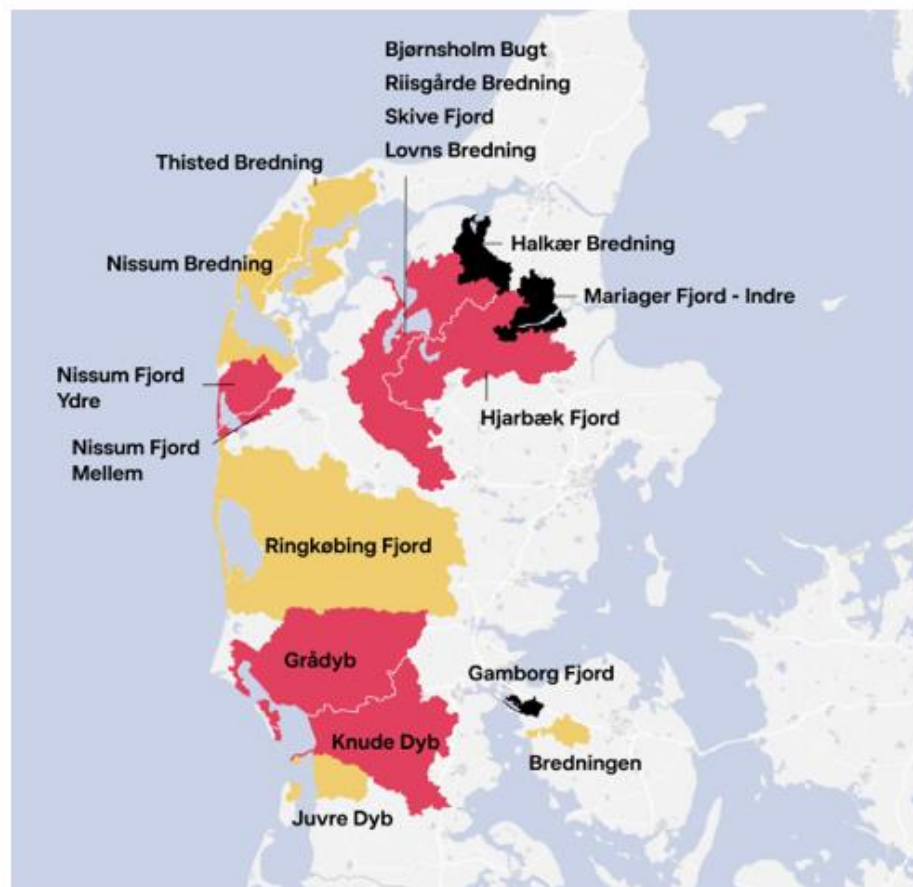 Bjørnsholm Bugt
Riisgårde Bredning
Skive Fjord
Lovns Bredning
Thisted Bredning
Halkær Bredning
Nissum Bredning
Mariager Fjord - Indre
Nissum Fjord
Ydre
Hjarbæk Fjord
Nissum Fjord
Mellem
Ringkøbing Fjord
Grådyb
Gamborg Fjord
Knude Dyb
Bredningen
Juvre Dyb